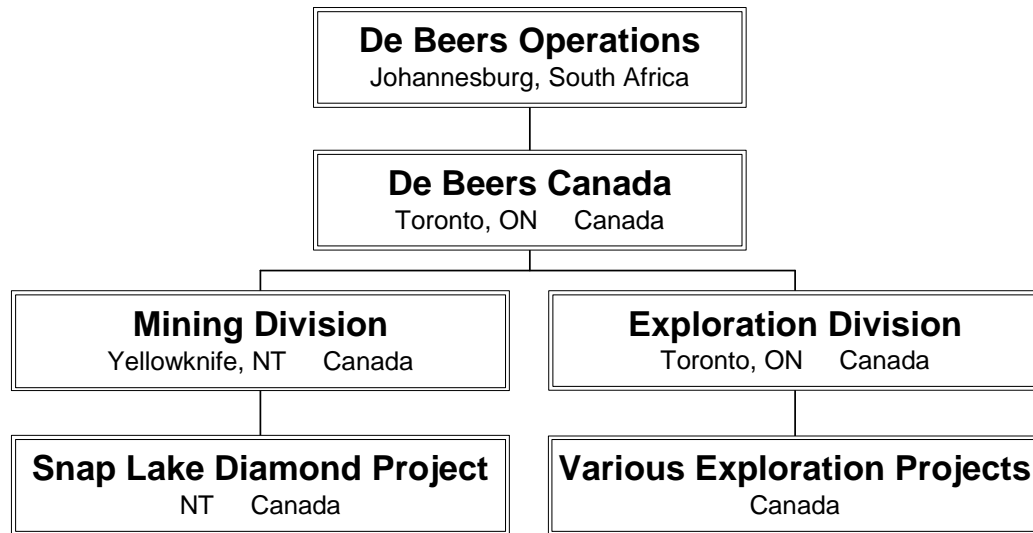 De Beers Operations
Johannesburg, South Africa
De Beers Canada
Toronto, ON Canada
Mining Division
Yellowknife, NT Canada
Exploration Division
Toronto, ON Canada
Snap Lake Diamond Project
NT Canada
Various Exploration Projects
Canada